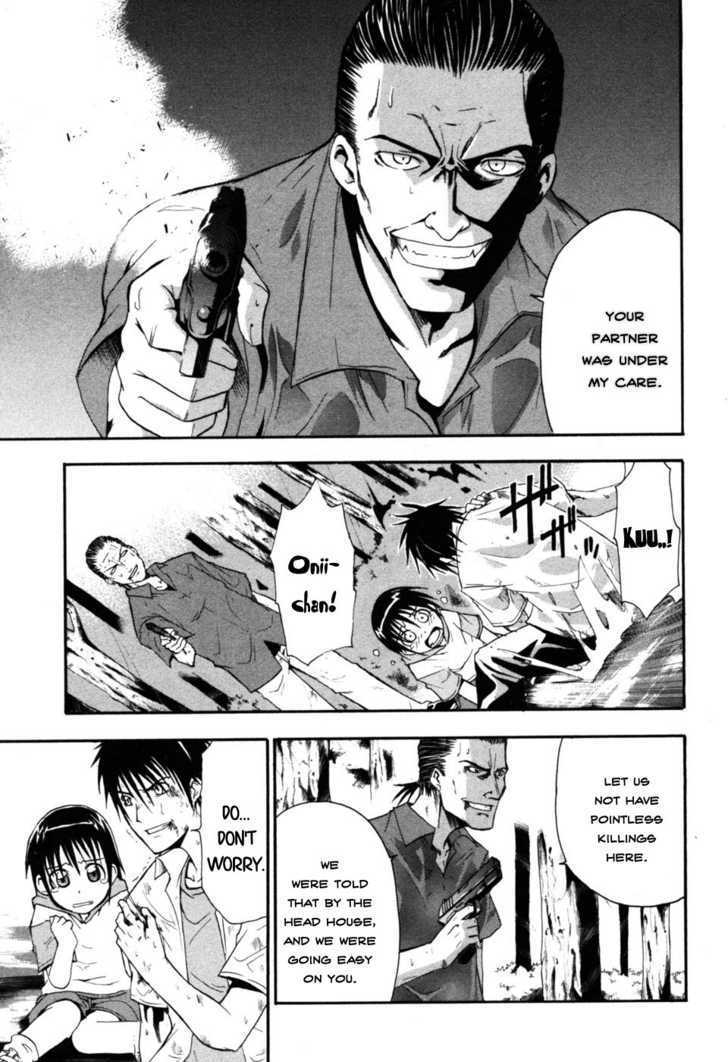 YOUR
PARTNER
WAS UNDER
MY CARE.
Kuu..!
Onii-
chan!
LET US
NOT HAVE
POINTLESS
KILLINGS
HERE.
WE
WERE TOLD
THAT BY THE
HEAD HOUSE,
AND WE WERE
GOING EASY
ON YOU.
DO...
DON'T
WORRY.